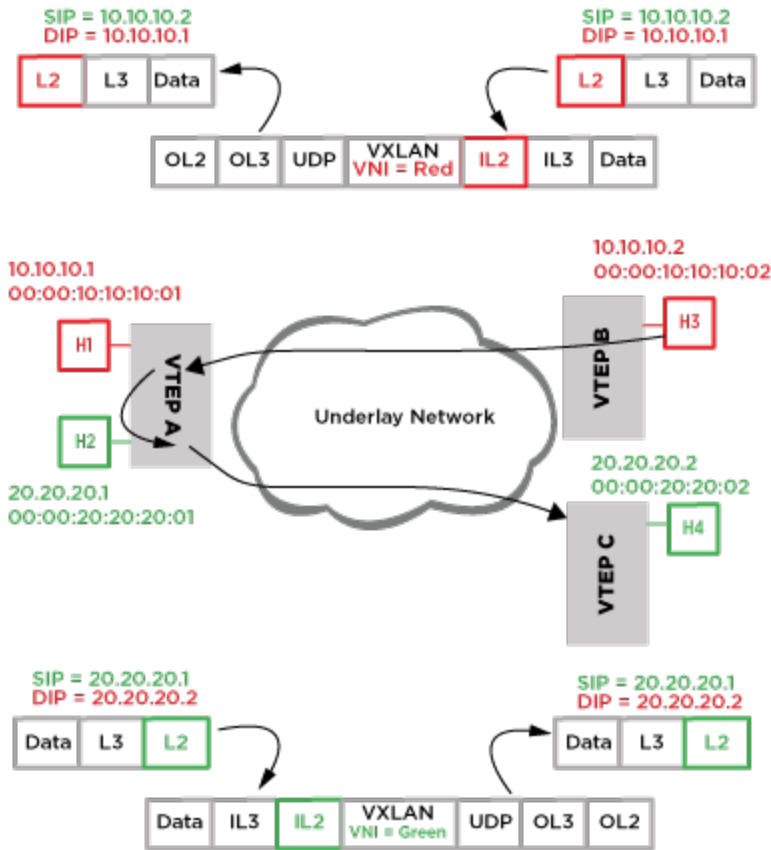 SIP = 10.10.10.2
DIP = 10.10.10.1
L2 L3 Data
SIP = 10.10.10.2
DIP = 10.10.10.1
L2 L3 Data
OL2 OL3 UDP VXLAN VNI = Red IL2 IL3 Data
10.10.10.1
00:00:10:10:10:01
H1
VTEP A
H2
20.20.20.1
00:00:20:20:20:01
Underlay Network
10.10.10.2
00:00:10:10:10:02
VTEP B
H3
20.20.20.2
00:00:20:20:02
VTEP C
H4
SIP = 20.20.20.1
DIP = 20.20.20.2
Data L3 L2
SIP = 20.20.20.1
DIP = 20.20.20.2
Data L3 L2
Data IL3 IL2 VXLAN VNI = Green UDP OL3 OL2